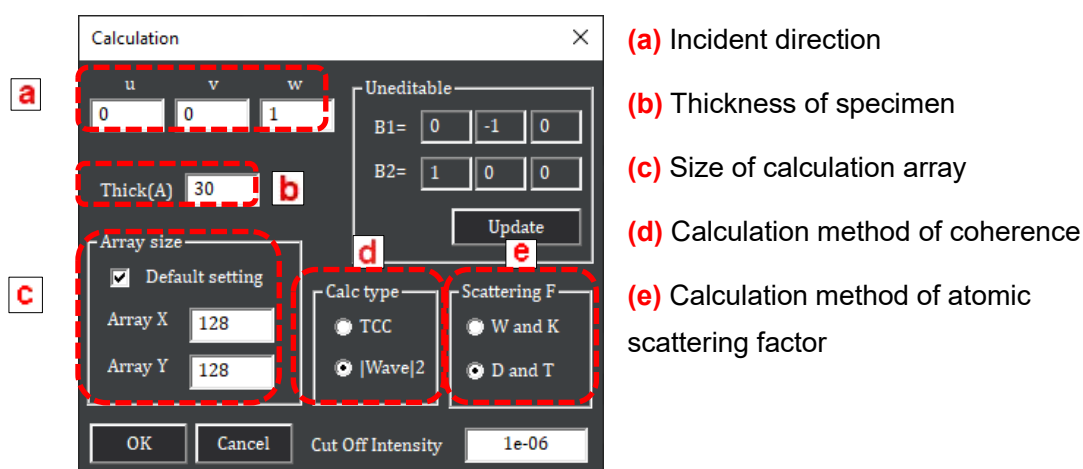 Calculation
(a) Incident direction
a
u v w
0 0 1
Uneditable
B1= 0 -1 0
(b) Thickness of specimen
B2= 1 0 0
(c) Size of calculation array
Thick(A) 30
b
Update
(d) Calculation method of coherence
Array size
d
e
c
Default setting
Calc type
Scattering F
(e) Calculation method of atomic
scattering factor
Array X 128
TCC
W and K
Array Y 128
|Wave|2
D and T
OK Cancel Cut Off Intensity 1e-06